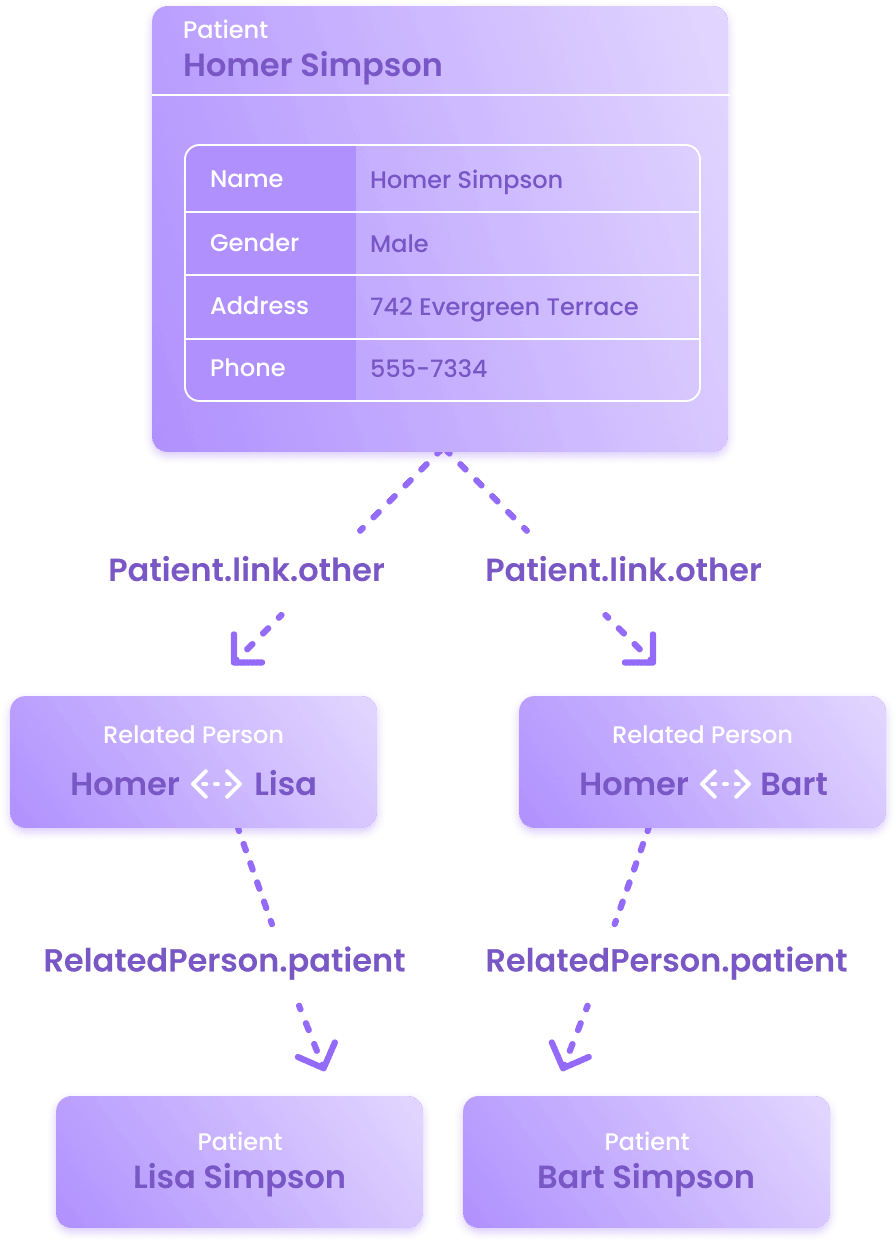 Patient
Homer Simpson
Name Homer Simpson
Gender Male
Address 742 Evergreen Terrace
Phone 555-7334
Patient.link.other Patient.link.other
Related Person Related Person
Homer Lisa Homer Bart
RelatedPerson.patient RelatedPerson.patient
Patient Patient
Lisa Simpson Bart Simpson